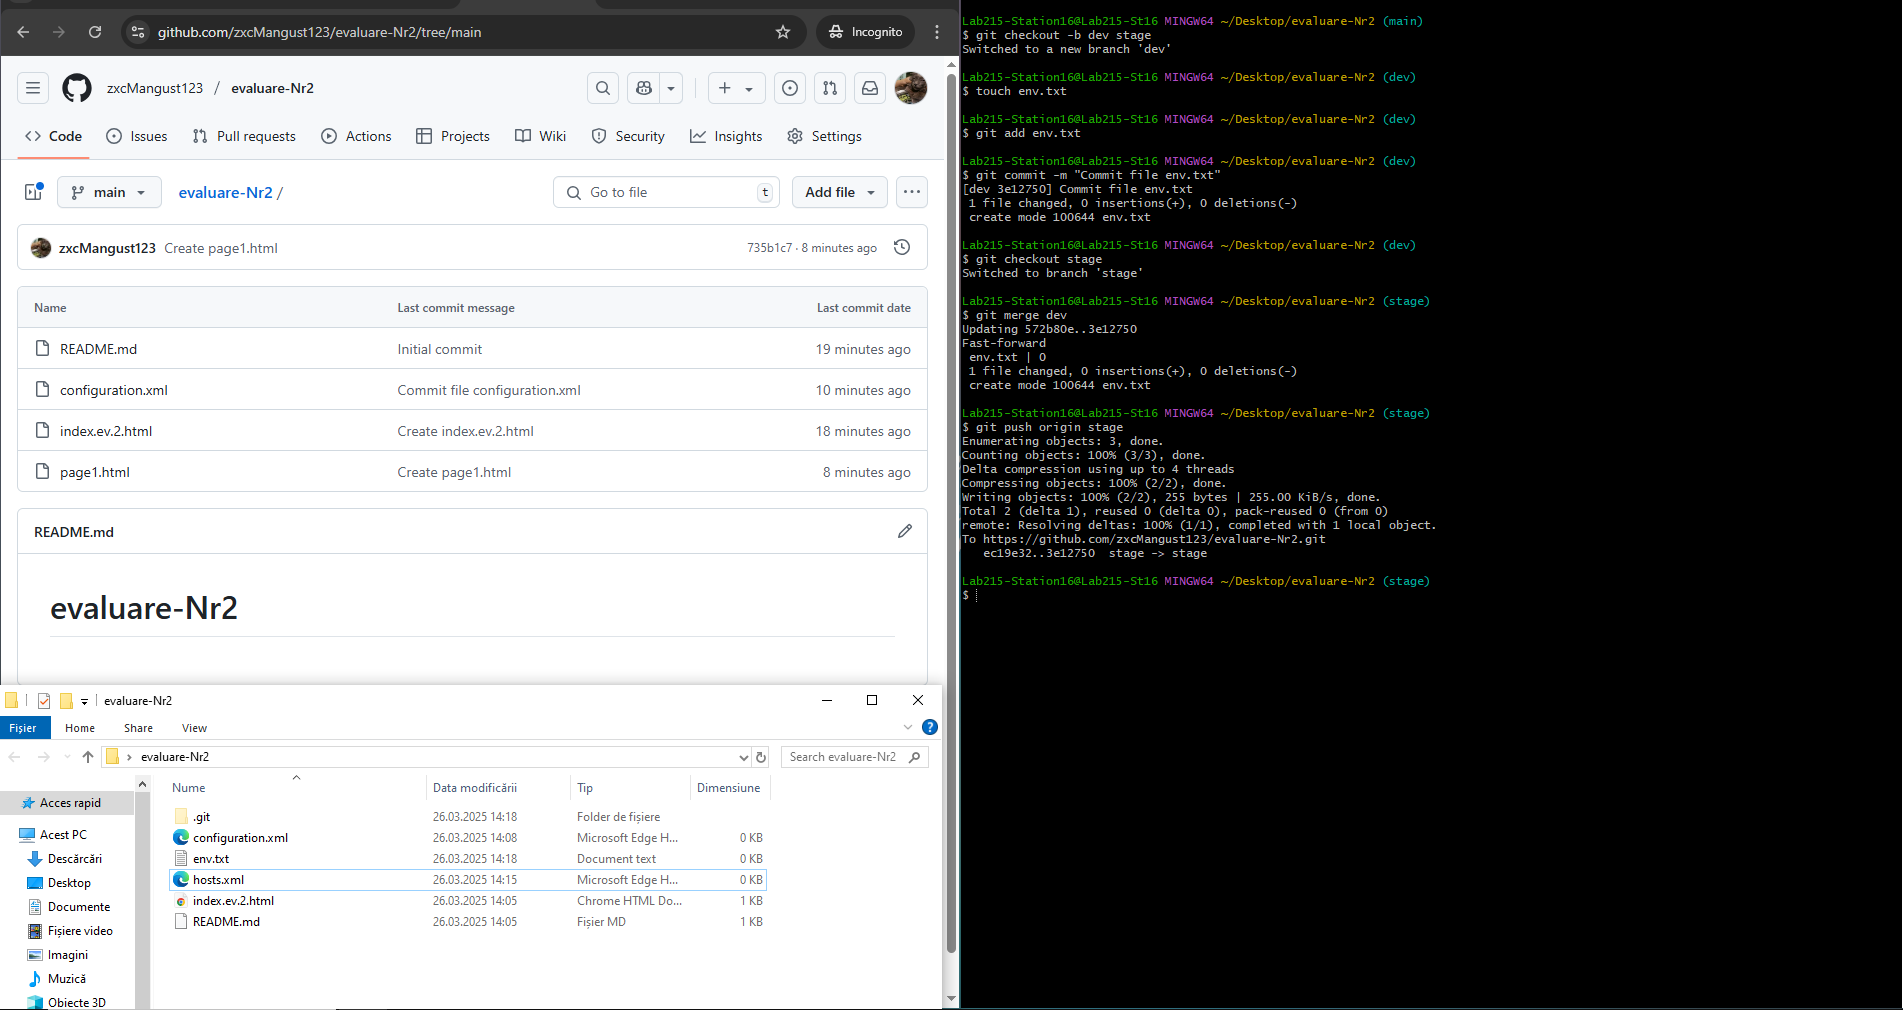 github.com/zxcMangust123/evaluare-Nr2/tree/main
Incognito
zxcMangust123 / evaluare-Nr2
Code Issues Pull requests Actions Projects Wiki Security Insights Settings
main evaluare-Nr2 / Go to file t Add file
zxcMangust123 Create page1.html 735b1c7 · 8 minutes ago
Name Last commit message Last commit date
README.md Initial commit 19 minutes ago
configuration.xml Commit file configuration.xml 10 minutes ago
index.ev.2.html Create index.ev.2.html 18 minutes ago
page1.html Create page1.html 8 minutes ago
README.md
evaluare-Nr2
evaluare-Nr2
Fișier Home Share View
evaluare-Nr2 Search evaluare-Nr2
Nume Data modificării Tip Dimensiune
Acces rapid
Acest PC
Descărcări
Desktop
Documente
Fișiere video
Imagini
Muzică
Obiecte 3D
.git 26.03.2025 14:18 Folder de fișiere
configuration.xml 26.03.2025 14:08 Microsoft Edge H... 0 KB
env.txt 26.03.2025 14:18 Document text 0 KB
hosts.xml 26.03.2025 14:15 Microsoft Edge H... 0 KB
index.ev.2.html 26.03.2025 14:05 Chrome HTML Do... 1 KB
README.md 26.03.2025 14:05 Fișier MD 1 KB
Lab215-Station16@Lab215-St16 MINGW64 ~/Desktop/evaluare-Nr2 (main)
$ git checkout -b dev stage
Switched to a new branch 'dev'
Lab215-Station16@Lab215-St16 MINGW64 ~/Desktop/evaluare-Nr2 (dev)
$ touch env.txt
Lab215-Station16@Lab215-St16 MINGW64 ~/Desktop/evaluare-Nr2 (dev)
$ git add env.txt
Lab215-Station16@Lab215-St16 MINGW64 ~/Desktop/evaluare-Nr2 (dev)
$ git commit -m "Commit file env.txt"
[dev 3e12750] Commit file env.txt
1 file changed, 0 insertions(+), 0 deletions(-)
create mode 100644 env.txt
Lab215-Station16@Lab215-St16 MINGW64 ~/Desktop/evaluare-Nr2 (dev)
$ git checkout stage
Switched to branch 'stage'
Lab215-Station16@Lab215-St16 MINGW64 ~/Desktop/evaluare-Nr2 (stage)
$ git merge dev
Updating 572b80e..3e12750
Fast-forward
env.txt | 0
1 file changed, 0 insertions(+), 0 deletions(-)
create mode 100644 env.txt
Lab215-Station16@Lab215-St16 MINGW64 ~/Desktop/evaluare-Nr2 (stage)
$ git push origin stage
Enumerating objects: 3, done.
Counting objects: 100% (3/3), done.
Delta compression using up to 4 threads
Compressing objects: 100% (2/2), done.
Writing objects: 100% (2/2), 255 bytes | 255.00 KiB/s, done.
Total 2 (delta 1), reused 0 (delta 0), pack-reused 0 (from 0)
remote: Resolving deltas: 100% (1/1), completed with 1 local object.
To https://github.com/zxcMangust123/evaluare-Nr2.git
ec19e32..3e12750 stage -> stage
Lab215-Station16@Lab215-St16 MINGW64 ~/Desktop/evaluare-Nr2 (stage)
$